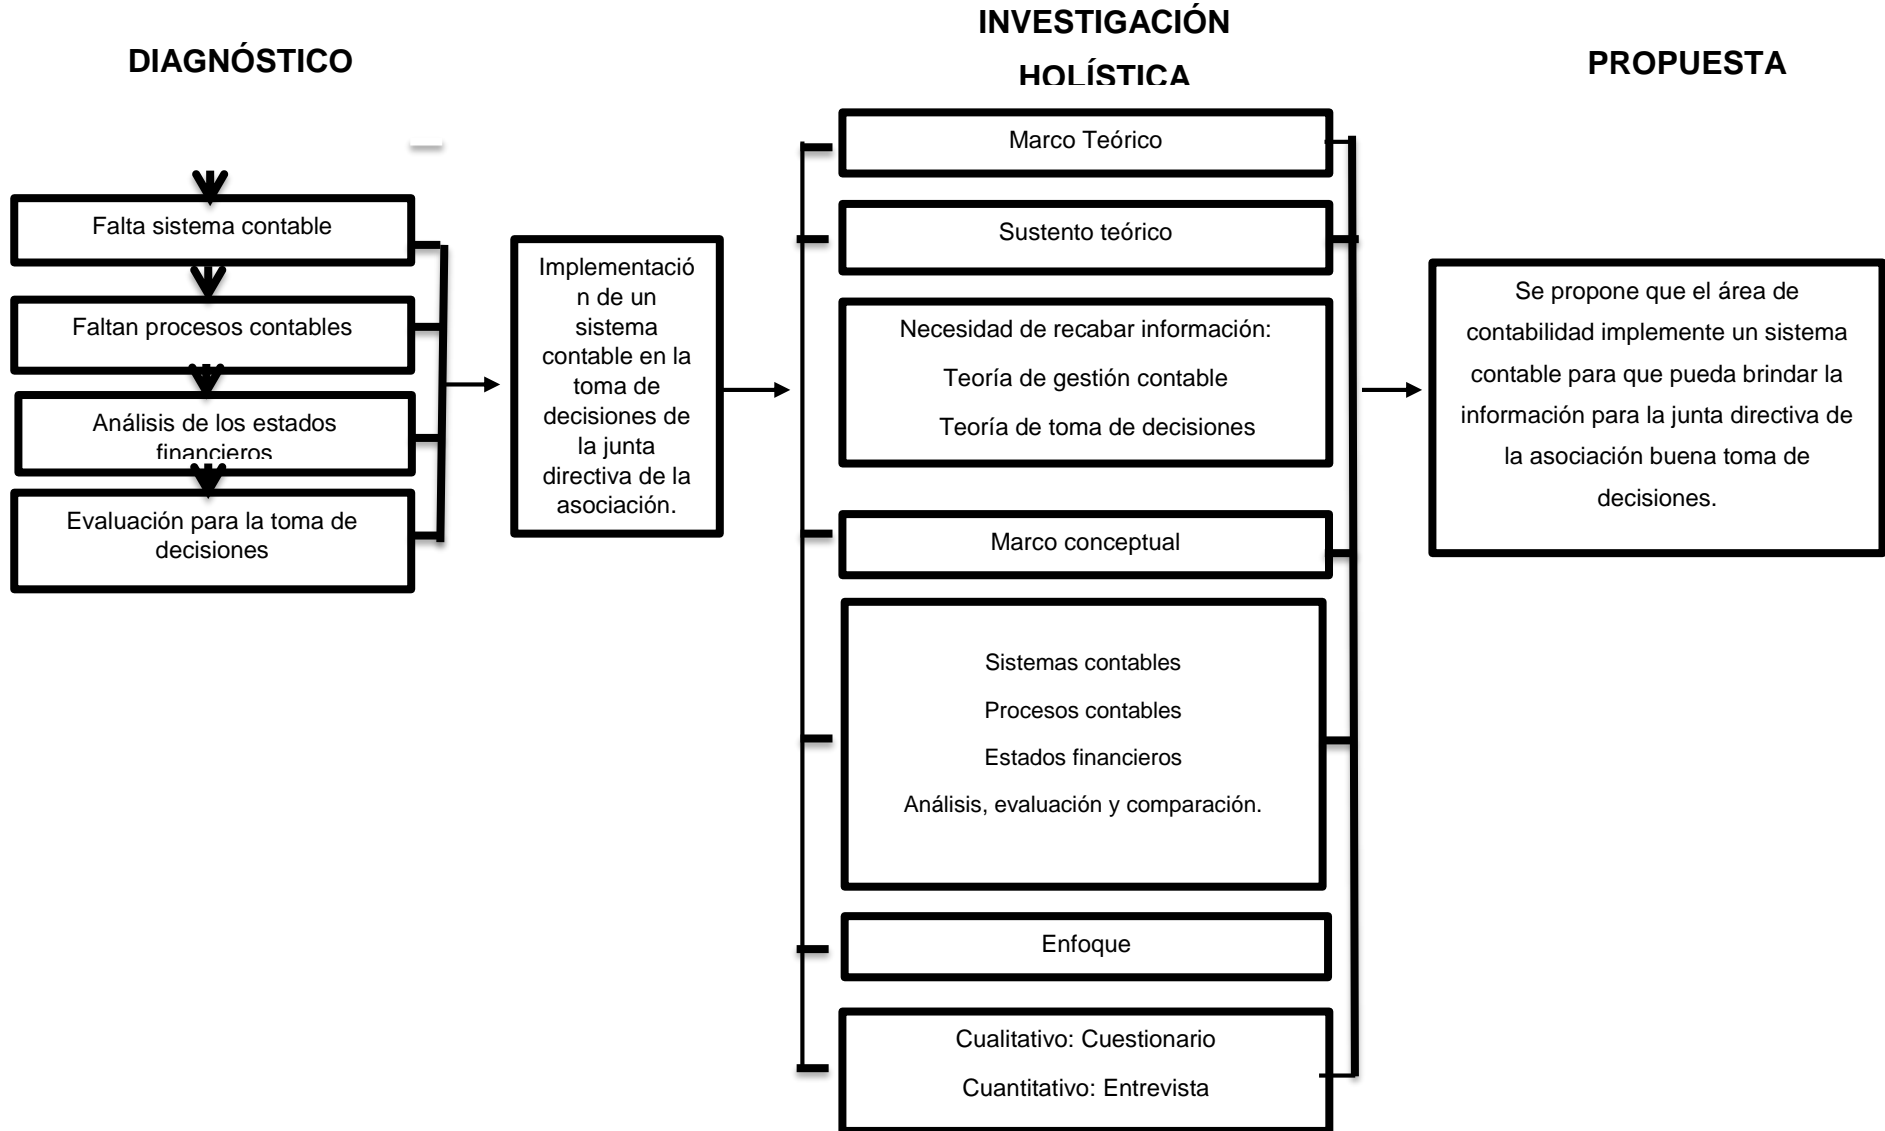 DIAGNÓSTICO
INVESTIGACIÓN
HOLÍSTICA
PROPUESTA
Falta sistema contable
Faltan procesos contables
Análisis de los estados
financieros
Evaluación para la toma de
decisiones
Implementació
n de un
sistema
contable en la
toma de
decisiones de
la junta
directiva de la
asociación.
Marco Teórico
Sustento teórico
Necesidad de recabar información:
Teoría de gestión contable
Teoría de toma de decisiones
Marco conceptual
Sistemas contables
Procesos contables
Estados financieros
Análisis, evaluación y comparación.
Enfoque
Cualitativo: Cuestionario
Cuantitativo: Entrevista
Se propone que el área de
contabilidad implemente un sistema
contable para que pueda brindar la
información para la junta directiva de
la asociación buena toma de
decisiones.